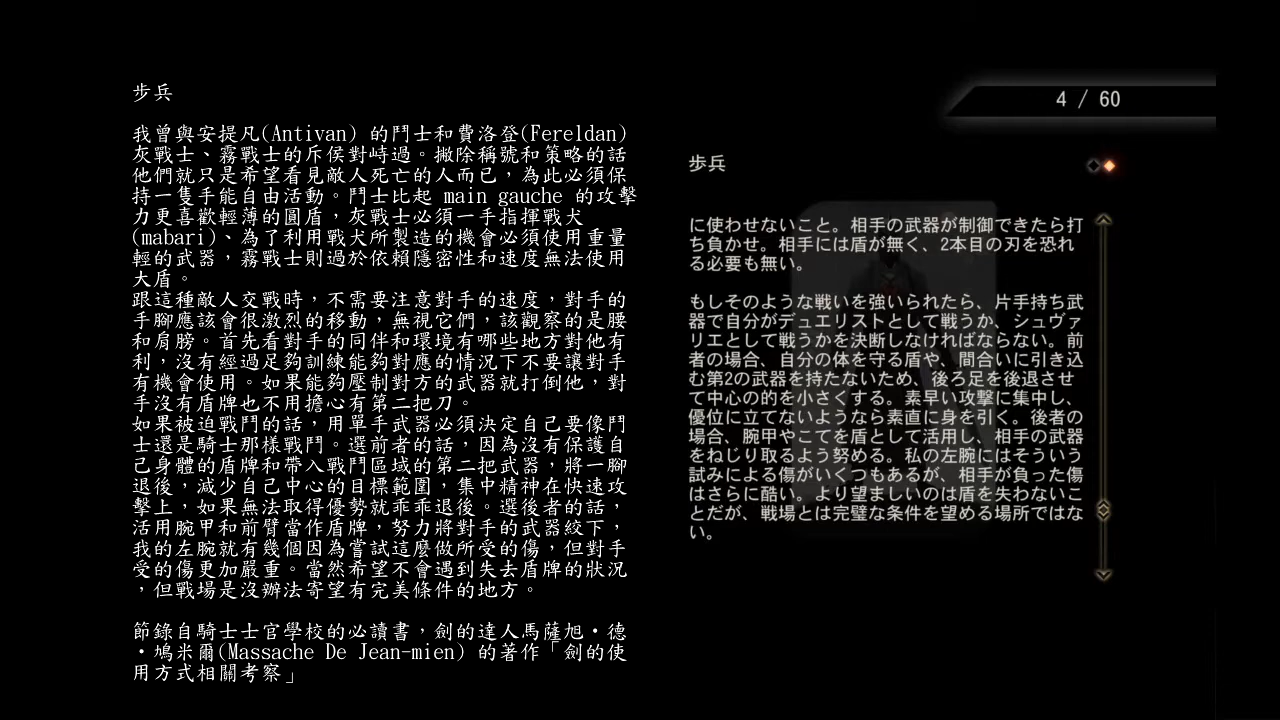 步兵
我曾與安提凡(Antivan) 的鬥士和費洛登(Fereldan)
灰戰士、霧戰士的斥侯對峙過。撇除稱號和策略的話
他們就只是希望看見敵人死亡的人而已，為此必須保
持一隻手能自由活動。鬥士比起 main gauche 的攻擊
力更喜歡輕薄的圓盾，灰戰士必須一手指揮戰犬
(mabari)、為了利用戰犬所製造的機會必須使用重量
輕的武器，霧戰士則過於依賴隱密性和速度無法使用
大盾。
跟這種敵人交戰時，不需要注意對手的速度，對手的
手腳應該會很激烈的移動，無視它們，該觀察的是腰
和肩膀。首先看對手的同伴和環境有哪些地方對他有
利，沒有經過足夠訓練能夠對應的情況下不要讓對手
有機會使用。如果能夠壓制對方的武器就打倒他，對
手沒有盾牌也不用擔心有第二把刀。
如果被迫戰鬥的話，用單手武器必須決定自己要像鬥
士還是騎士那樣戰鬥。選前者的話，因為沒有保護自
己身體的盾牌和帶入戰鬥區域的第二把武器，將一腳
退後，減少自己中心的目標範圍，集中精神在快速攻
擊上，如果無法取得優勢就乖乖退後。選後者的話，
活用腕甲和前臂當作盾牌，努力將對手的武器絞下，
我的左腕就有幾個因為嘗試這麼做所受的傷，但對手
受的傷更加嚴重。當然希望不會遇到失去盾牌的狀況
，但戰場是沒辦法寄望有完美條件的地方。
節錄自騎士士官學校的必讀書，劍的達人馬薩旭・德
・鳩米爾(Massache De Jean-mien) 的著作「劍的使
用方式相關考察」
4 / 60
步兵
に使わせないこと。相手の武器が制御できたら打
ち負かせ。相手には盾が無く、2本目の刃を恐れ
る必要も無い。
もしそのような戦いを強いられたら、片手持ち武
器で自分がデュエリストとして戦うか、シュヴァ
リエとして戦うかを決断しなければならない。前
者の場合、自分の体を守る盾や、間合いに引き込
む第2の武器を持たないため、後ろ足を後退させ
て中心の的を小さくする。素早い攻撃に集中し、
優位に立てないようなら素直に身を引く。後者の
場合、腕甲やこてを盾として活用し、相手の武器
をねじり取るよう努める。私の左腕にはそういう
試みによる傷がいくつもあるが、相手が負った傷
はさらに酷い。より望ましいのは盾を失わないこ
とだが、戦場とは完璧な条件を望める場所ではな
い。